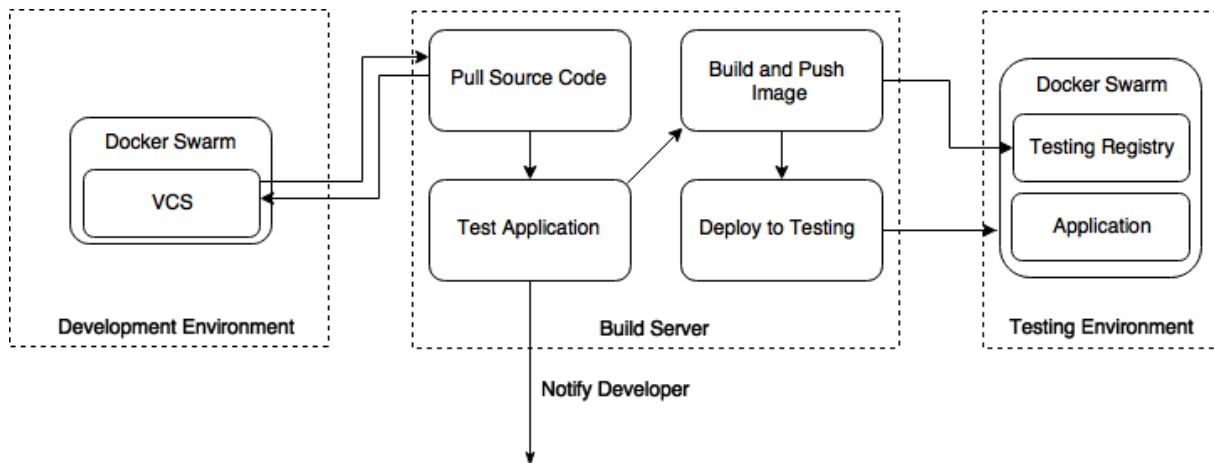 Docker Swarm
VCS
Development Environment
Pull Source Code
Build and Push
Image
Test Application
Deploy to Testing
Build Server
Notify Developer
Docker Swarm
Testing Registry
Application
Testing Environment